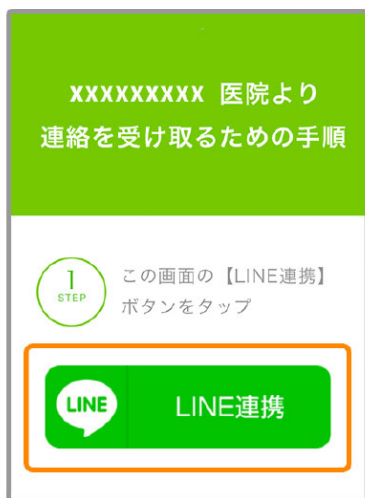 xxxxxxxxx 医院より
連絡を受け取るための手順
1
STEP
この画面の【LINE連携】
ボタンをタップ
LINE
LINE連携